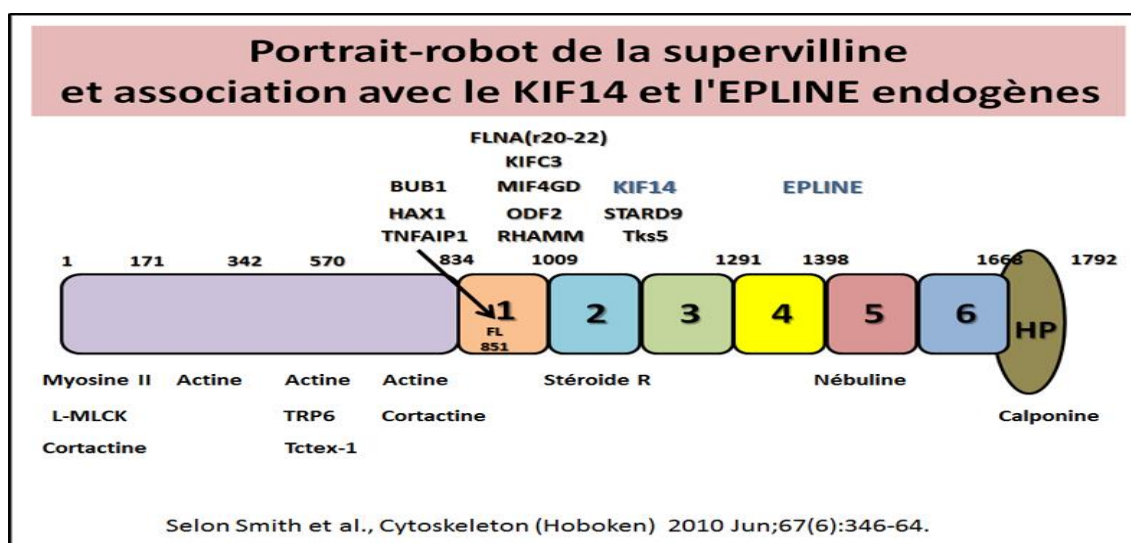 Portrait-robot de la supervilline
et association avec le KIF14 et l'EPLINE endogènes
FLNA(r20-22)
KIFC3
BUB1 MIF4GD KIF14 EPLINE
HAX1 ODF2 STARD9
TNFAIP1 RHAMM Tks5
1 171 342 570 834 1009 1291 1398 1668 1792
1 2 3 4 5 6 HP
FL
851
Myosine II Actine Actine Actine Stéroide R Nébuline
L-MLCK TRP6 Cortactine Calponine
Cortactine Tctex-1
Selon Smith et al., Cytoskeleton (Hoboken) 2010 Jun;67(6):346-64.